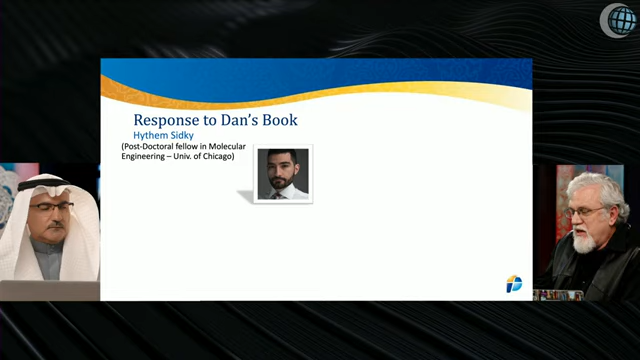 Response to Dan's Book
Hythem Sidky
(Post-Doctoral fellow in Molecular
Engineering – Univ. of Chicago)